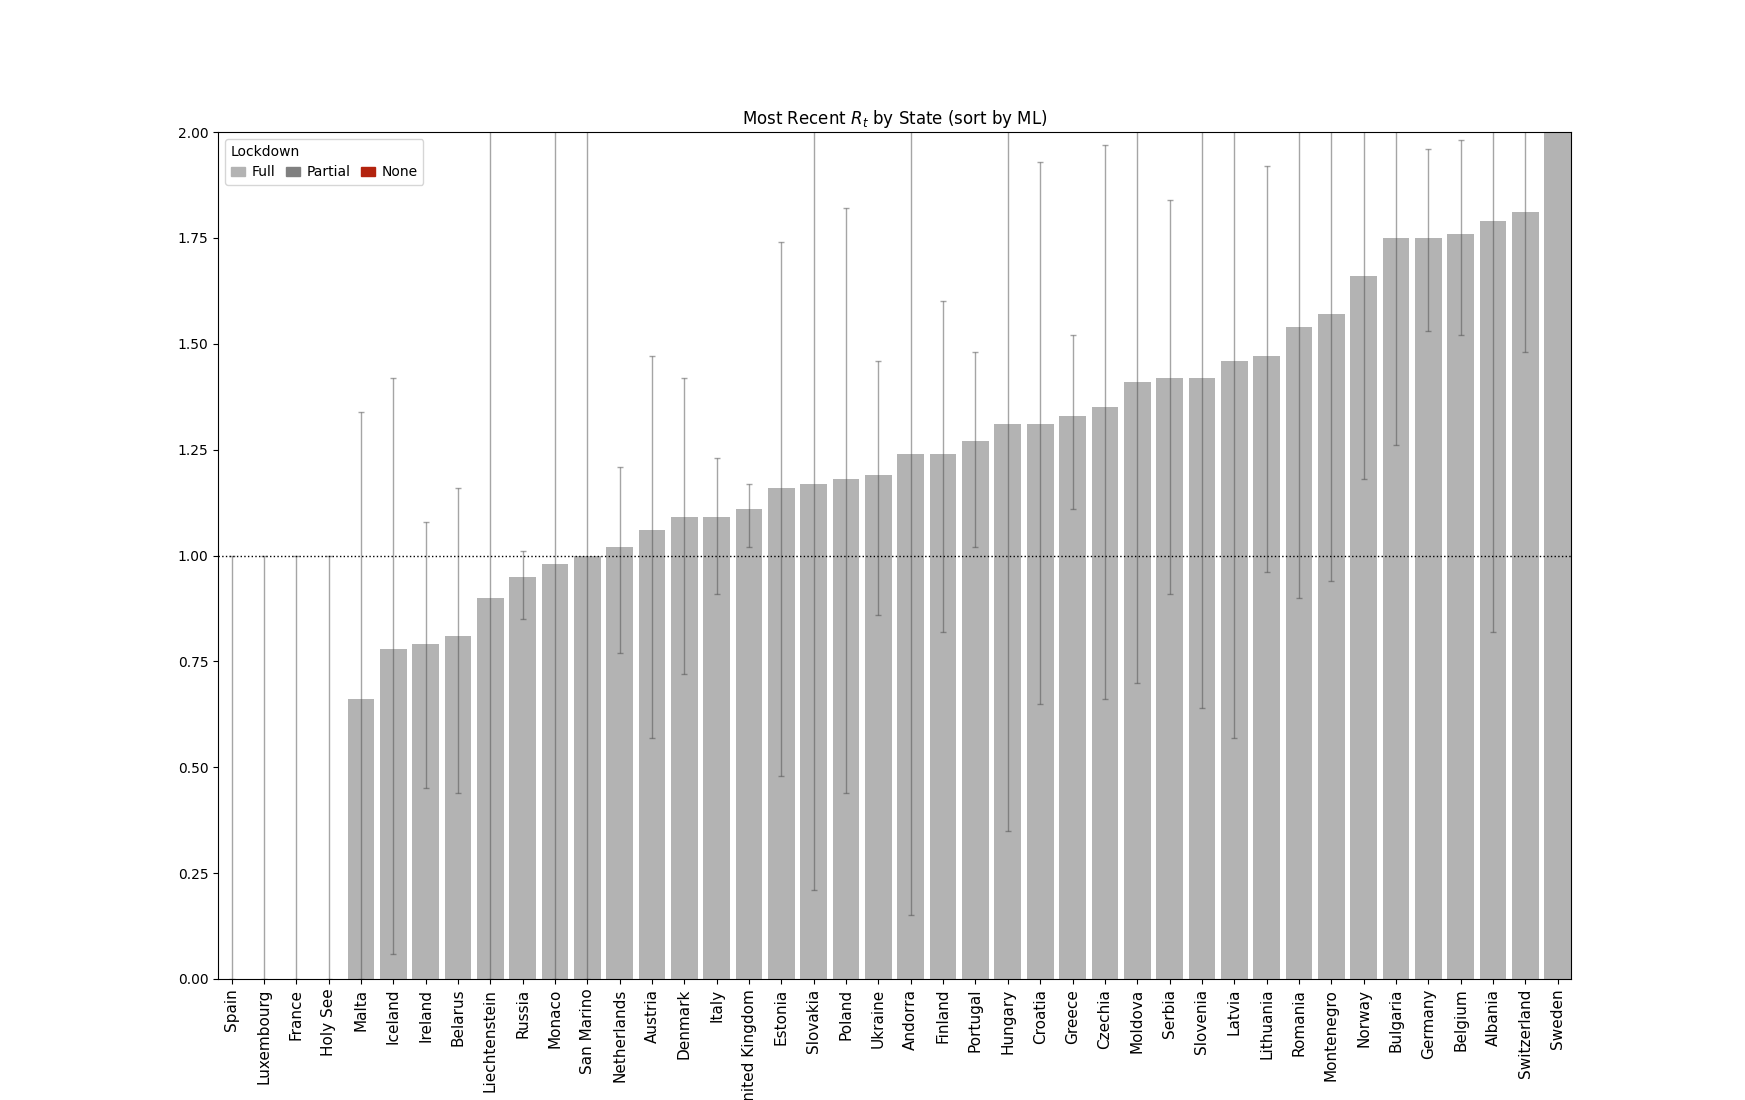 Most Recent Rt by State (sort by ML)
Lockdown
Full Partial None
2.00
1.75
1.50
1.25
1.00
0.75
0.50
0.25
0.00
Spain
Luxembourg
France
Holy See
Malta
Iceland
Ireland
Belarus
Liechtenstein
Russia
Monaco
San Marino
Netherlands
Austria
Denmark
Italy
nited Kingdom
Estonia
Slovakia
Poland
Ukraine
Andorra
Finland
Portugal
Hungary
Croatia
Greece
Czechia
Moldova
Serbia
Slovenia
Latvia
Lithuania
Romania
Montenegro
Norway
Bulgaria
Germany
Belgium
Albania
Switzerland
Sweden